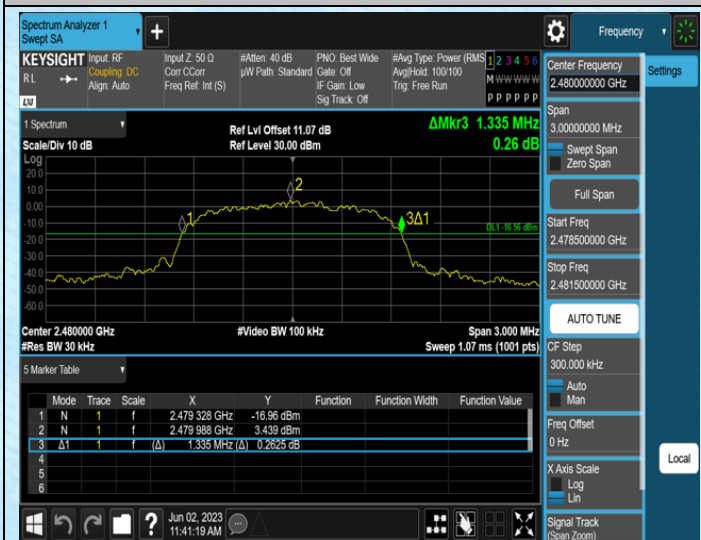 Spectrum Analyzer 1
Swept SA
+
Frequency
KEYSIGHT
RL
LXI
Input: RF
Coupling: DC
Align: Auto
Input Z: 50 Ω
Corr CCorr
Freq Ref: Int (S)
#Atten: 40 dB
µW Path: Standard
PNO: Best Wide
Gate: Off
IF Gain: Low
Sig Track: Off
#Avg Type: Power (RMS
Avg|Hold: 100/100
Trig: Free Run
1 2 3 4 5 6
M W W W W W
P P P P P P
1 Spectrum
Scale/Div 10 dB
Ref Lvl Offset 11.07 dB
Ref Level 30.00 dBm
ΔMkr3 1.335 MHz
0.26 dB
Log
20.0
10.0
0.00
-10.0
-20.0
-30.0
-40.0
-50.0
-60.0
1
2
3Δ1
DL1 -16.56 dBm
Center 2.480000 GHz
#Res BW 30 kHz
#Video BW 100 kHz
Span 3.000 MHz
Sweep 1.07 ms (1001 pts)
5 Marker Table
Mode Trace Scale X Y Function Function Width Function Value
1 N 1 f 2.479 328 GHz -16.96 dBm
2 N 1 f 2.479 988 GHz 3.439 dBm
3 Δ1 1 f (Δ) 1.335 MHz (Δ) 0.2625 dB
4
5
6
Jun 02, 2023
11:41:19 AM
?
Center Frequency
2.480000000 GHz
Span
3.00000000 MHz
Swept Span
Zero Span
Full Span
Start Freq
2.478500000 GHz
Stop Freq
2.481500000 GHz
AUTO TUNE
CF Step
300.000 kHz
Auto
Man
Freq Offset
0 Hz
X Axis Scale
Log
Lin
Signal Track
(Span Zoom)
Settings
Local